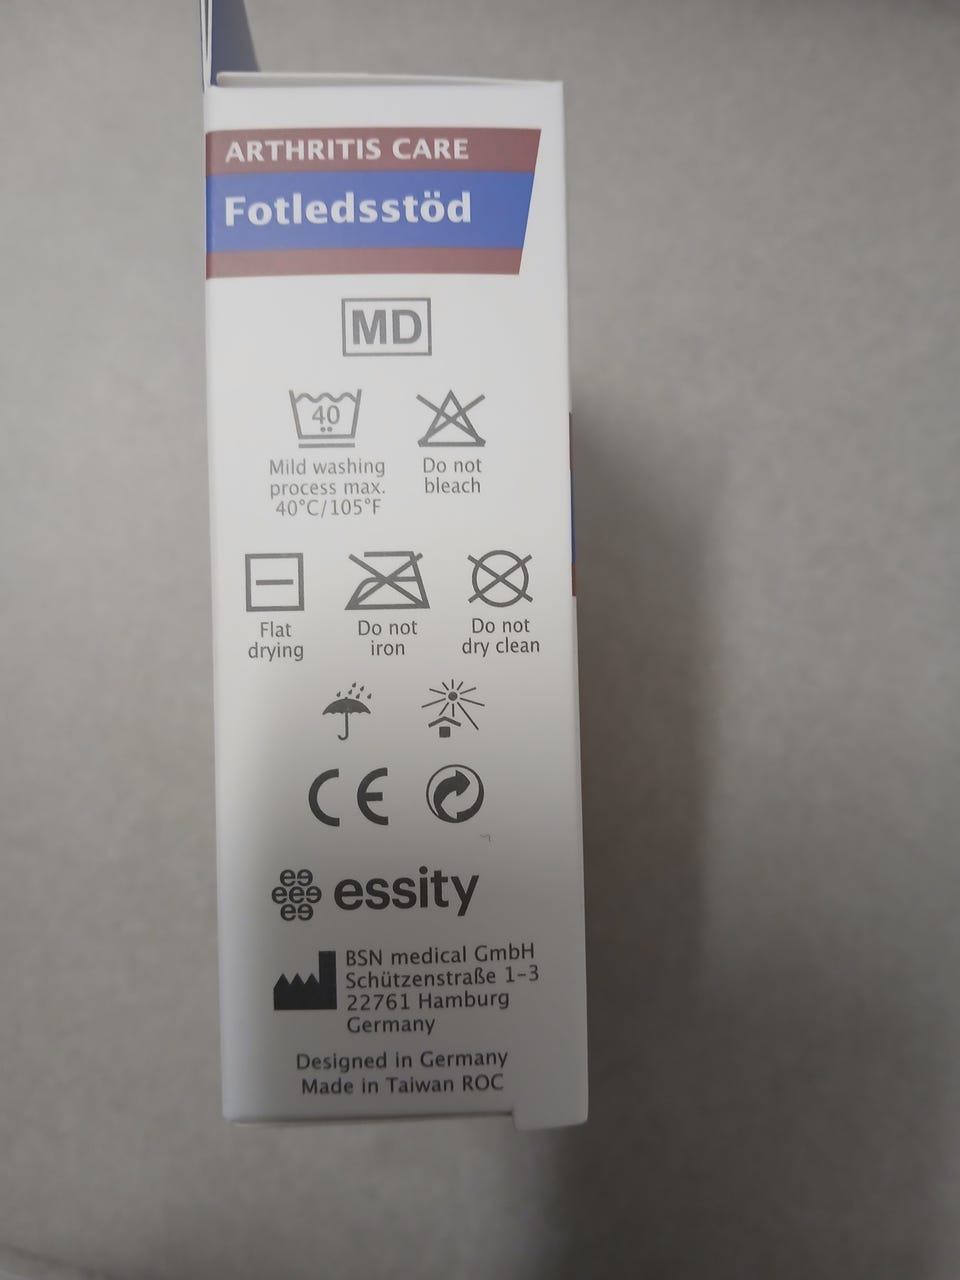 ARTHRITIS CARE
Fotledsstöd
MD
40
Mild washing
process max.
40°C/105°F
Do not
bleach
Flat
drying
Do not
iron
Do not
dry clean
CE
essity
BSN medical GmbH
Schützenstraße 1-3
22761 Hamburg
Germany
Designed in Germany
Made in Taiwan ROC